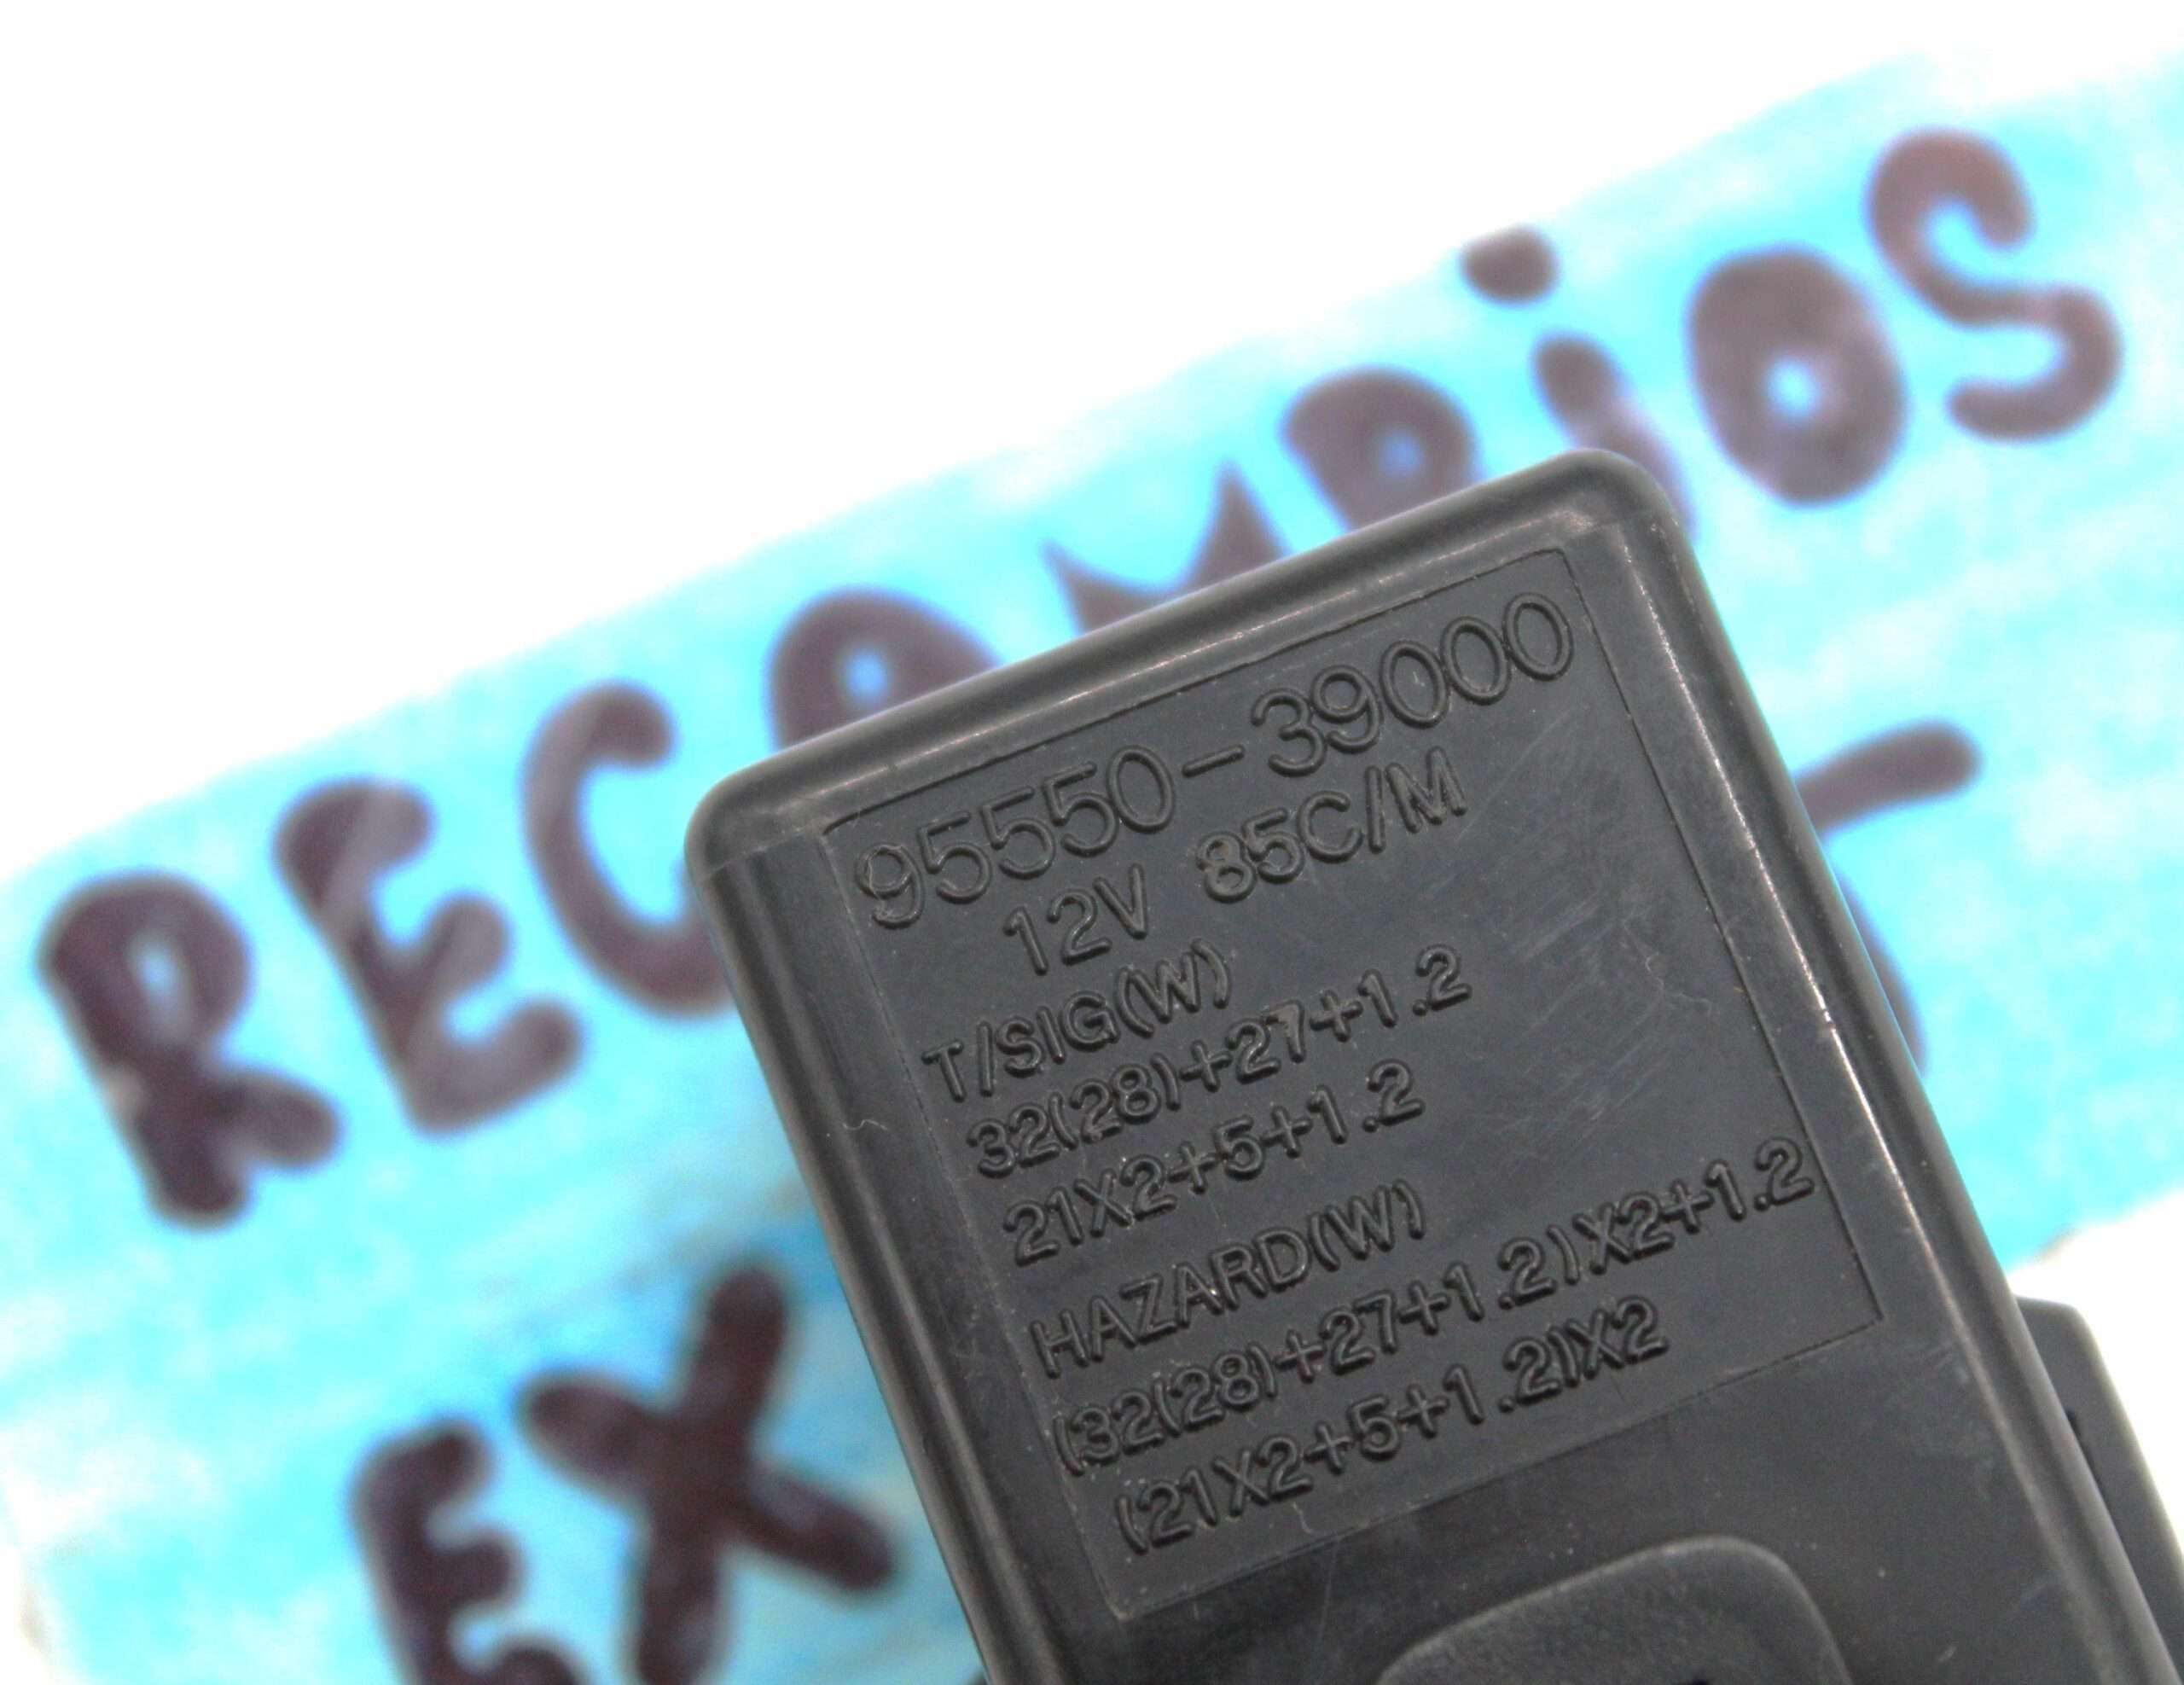 RECAMBiOS
EX
95550-39000
12V 85C/M
T/SIG(W)
32(28)+27+1.2
21X2+5+1.2
HAZARD(W)
(32(28)+27+1.2)X2+1.2
(21X2+5+1.2)X2